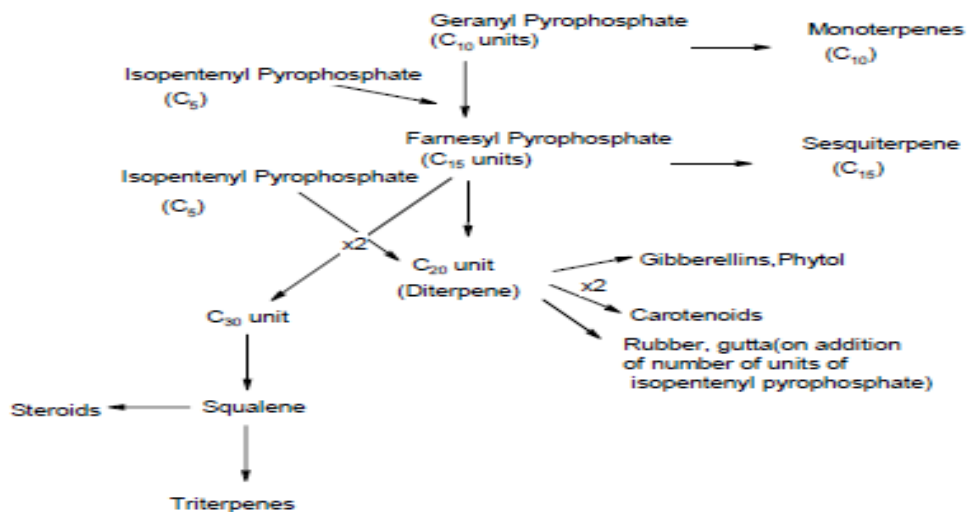 Geranyl Pyrophosphate
(C₁₀ units)
Monoterpenes
(C₁₀)
Isopentenyl Pyrophosphate
(C₅)
Farnesyl Pyrophosphate
(C₁₅ units)
Sesquiterpene
(C₁₅)
Isopentenyl Pyrophosphate
(C₅)
x2
C₂₀ unit
(Diterpene)
Gibberellins,Phytol
x2
Carotenoids
Rubber, gutta(on addition
of number of units of
isopentenyl pyrophosphate)
C₃₀ unit
Steroids
Squalene
Triterpenes